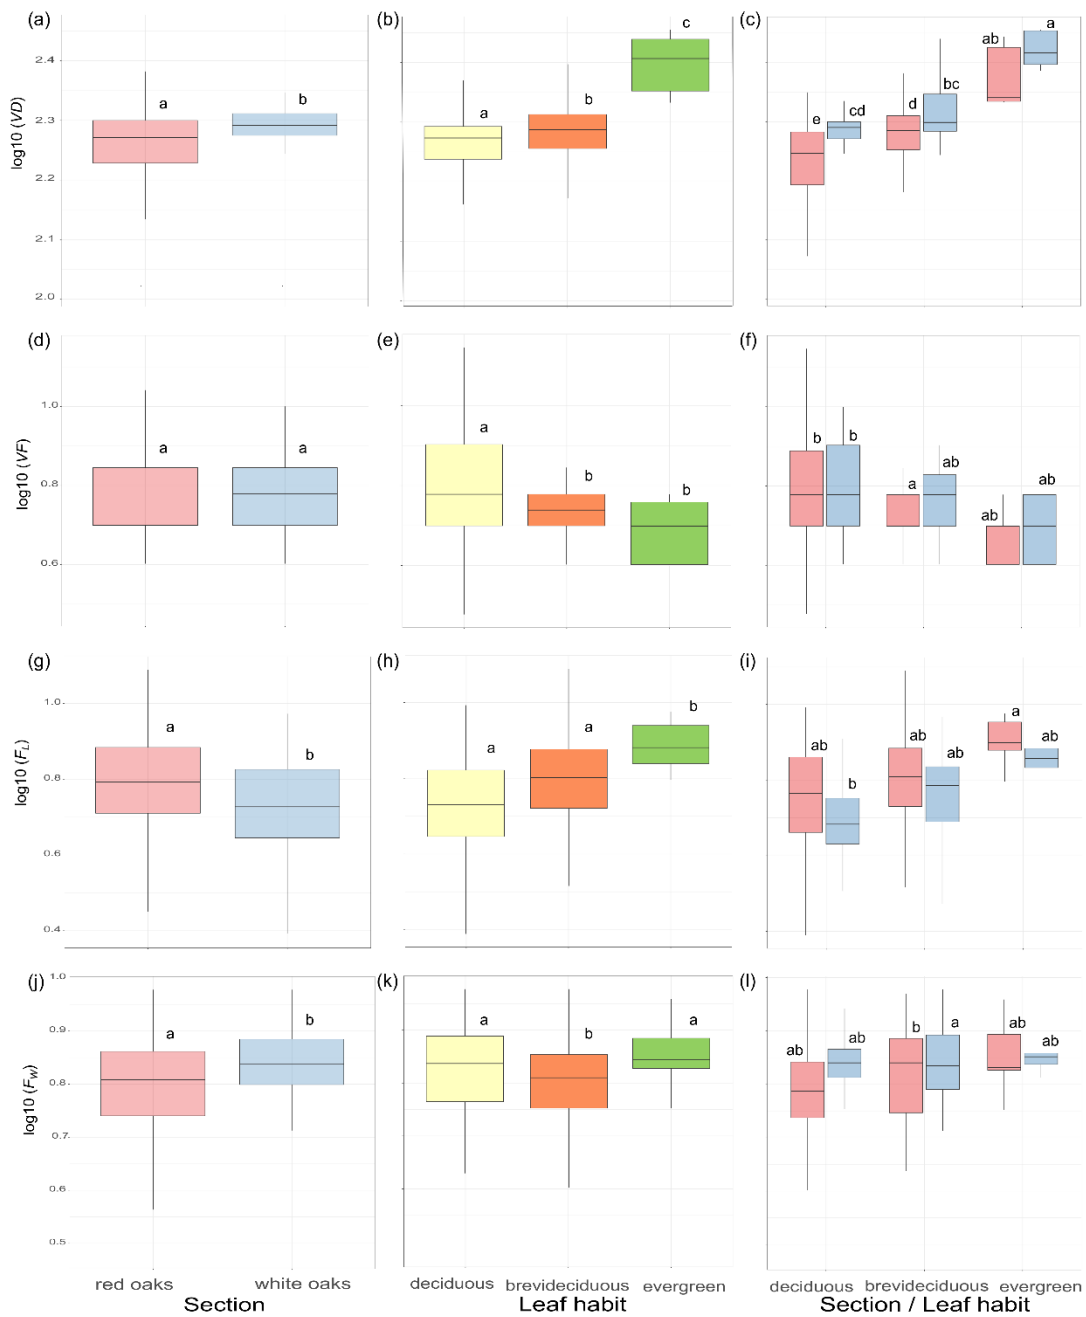 (a) (b) (c)
c a
2.4 ab
a b a b e cd d bc
2.3
2.2
2.1
2.0
log10 (VD)
(d) (e) (f)
1.0
a a a b b b b a ab ab ab
0.8
0.6
log10 (VF)
(g) (h) (i)
1.0
a b a a b ab b ab ab a ab
0.8
0.6
0.4
log10 (FL)
(j) (k) (l)
1.0
0.9
a b a b a ab ab b a ab ab
0.8
0.7
0.6
0.5
log10 (FW)
red oaks white oaks deciduous brevideciduous evergreen deciduous brevideciduous evergreen
Section Leaf habit Section / Leaf habit